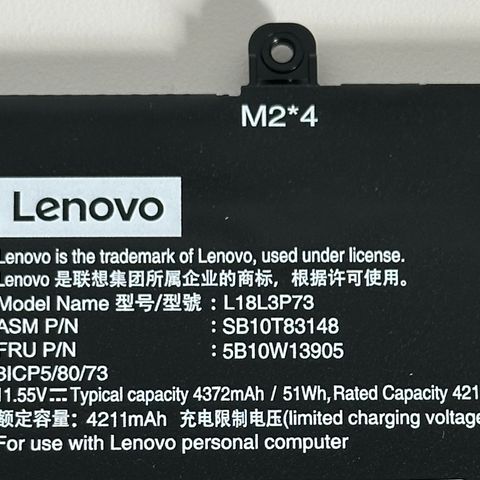 M2*4
Lenovo
Lenovo is the trademark of Lenovo, used under license.
Lenovo 是联想集团所属企业的商标，根据许可使用。
Model Name 型号/型號 : L18L3P73
ASM P/N : SB10T83148
FRU P/N : 5B10W13905
3ICP5/80/73
11.55V⎓ Typical capacity 4372mAh / 51Wh, Rated Capacity 421
额定容量: 4211mAh 充电限制电压(limited charging voltage
For use with Lenovo personal computer